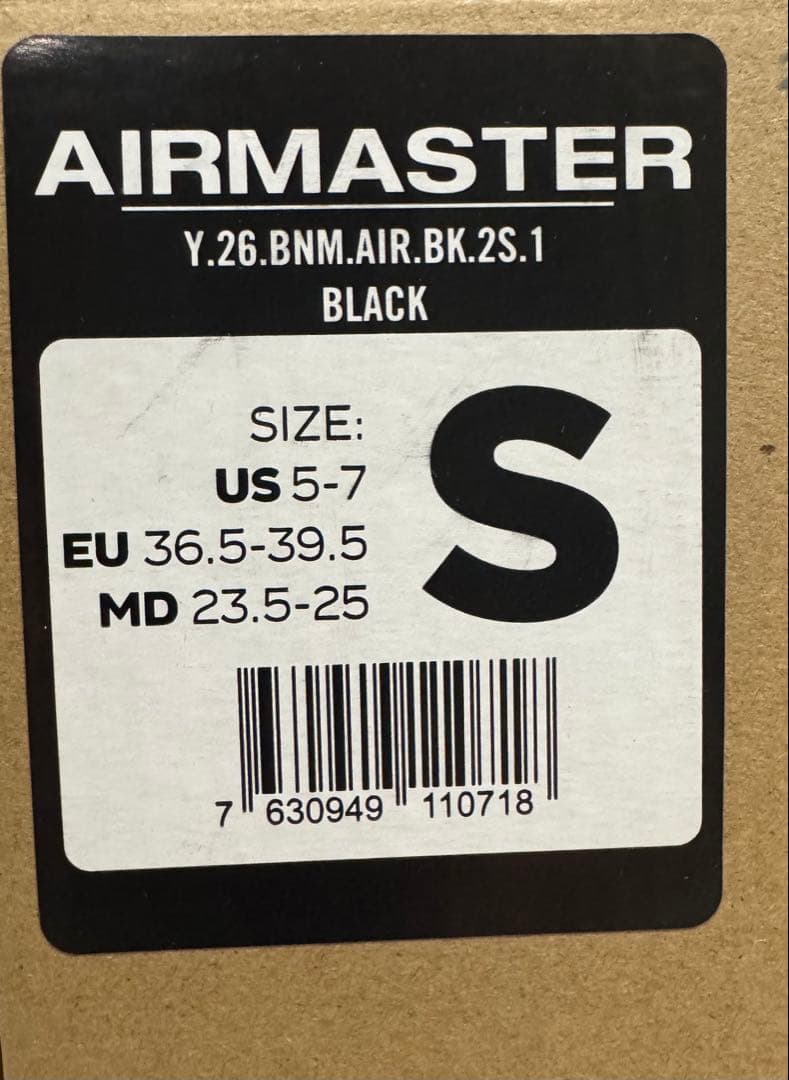 AIRMASTER
Y.26.BNM.AIR.BK.2S.1
BLACK
SIZE:
US 5-7
EU 36.5-39.5
MD 23.5-25
S
7 630949 110718